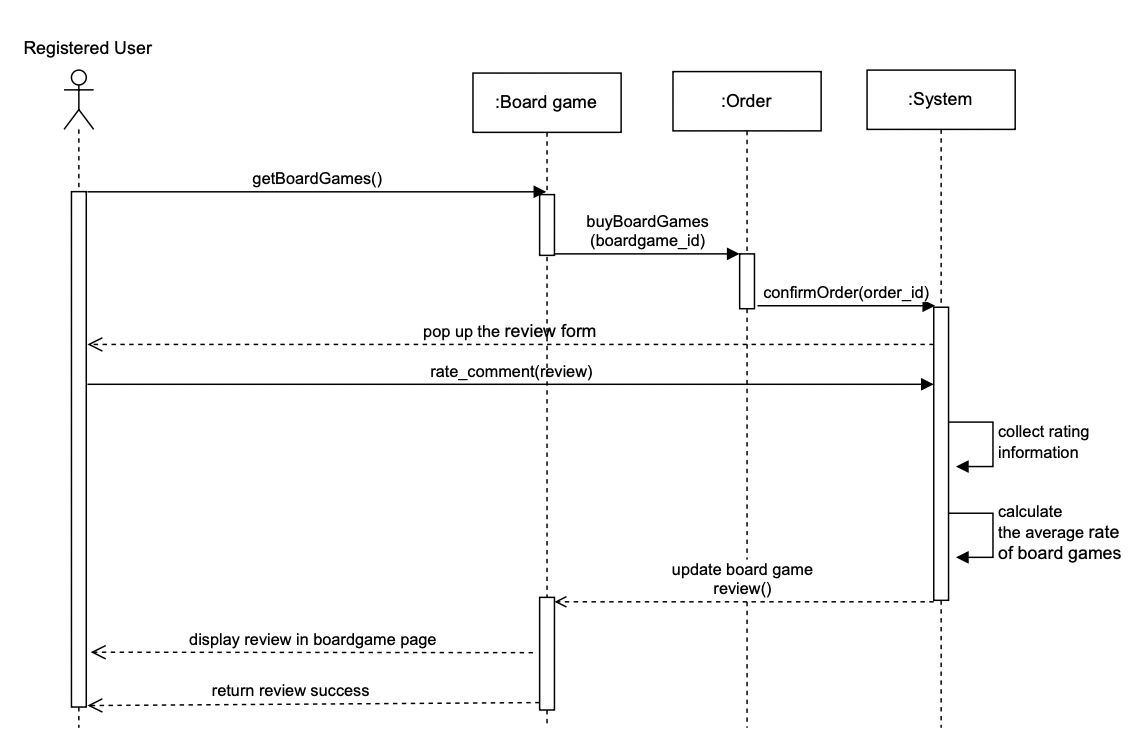 Registered User
:Board game
:Order
:System
getBoardGames()
buyBoardGames
(boardgame_id)
confirmOrder(order_id)
pop up the review form
rate_comment(review)
collect rating
information
calculate
the average rate
of board games
update board game
review()
display review in boardgame page
return review success